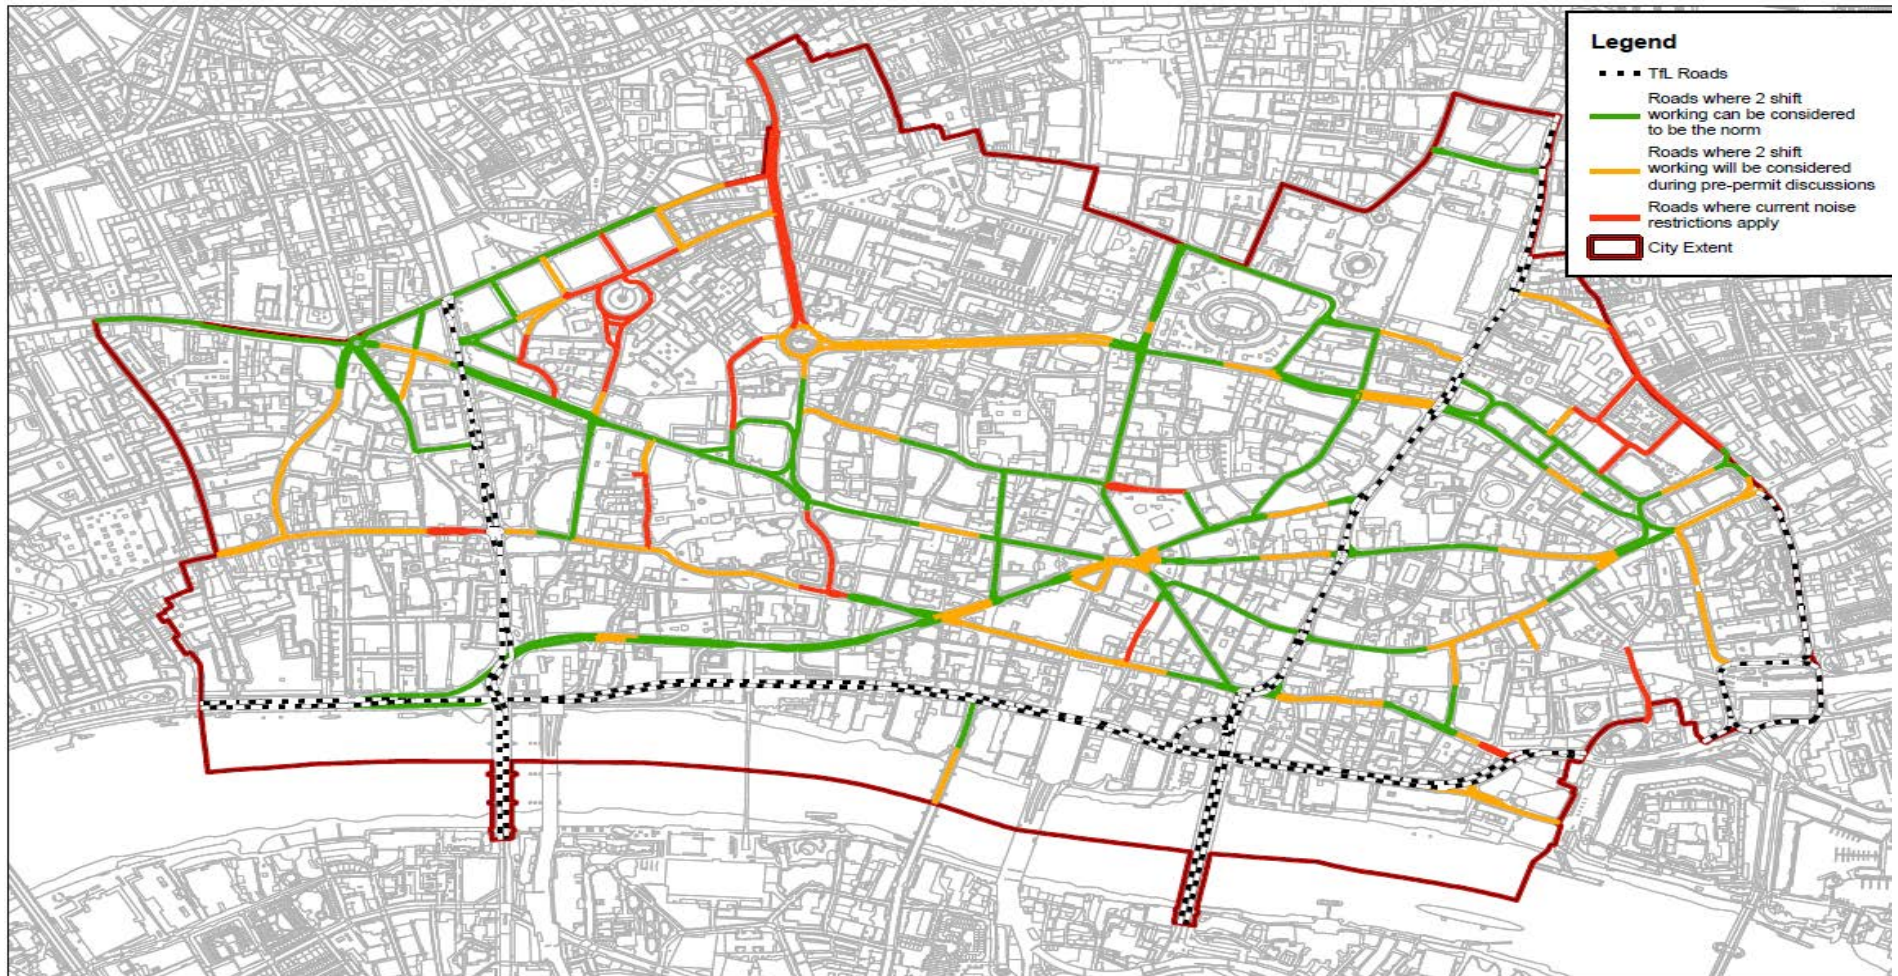 Legend
TfL Roads
Roads where 2 shift
working can be considered
to be the norm
Roads where 2 shift
working will be considered
during pre-permit discussions
Roads where current noise
restrictions apply
City Extent